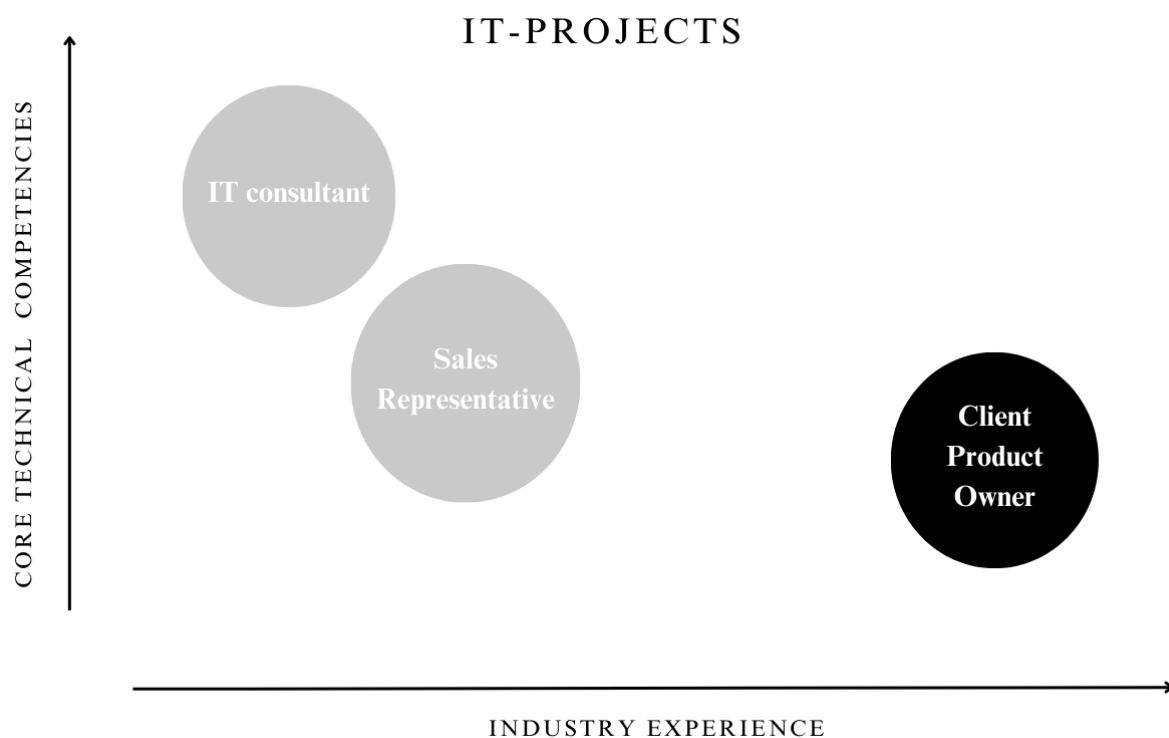 IT-PROJECTS
CORE TECHNICAL COMPETENCIES
IT consultant
Sales
Representative
Client
Product
Owner
INDUSTRY EXPERIENCE